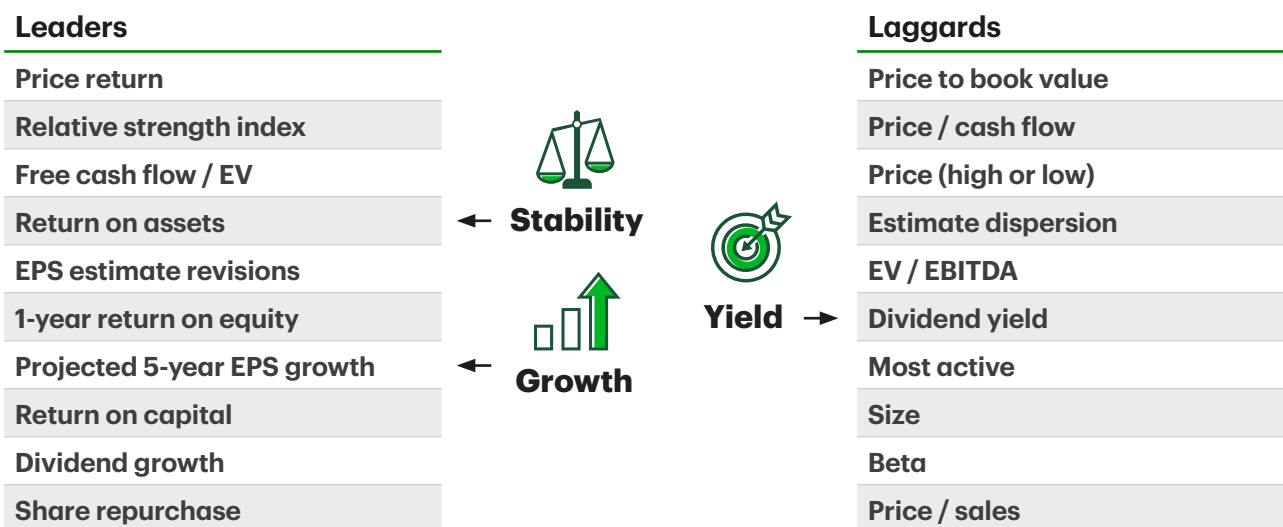 Leaders
Price return
Relative strength index
Free cash flow / EV
Return on assets
EPS estimate revisions
1-year return on equity
Projected 5-year EPS growth
Return on capital
Dividend growth
Share repurchase
Stability
Growth
Yield
Laggards
Price to book value
Price / cash flow
Price (high or low)
Estimate dispersion
EV / EBITDA
Dividend yield
Most active
Size
Beta
Price / sales